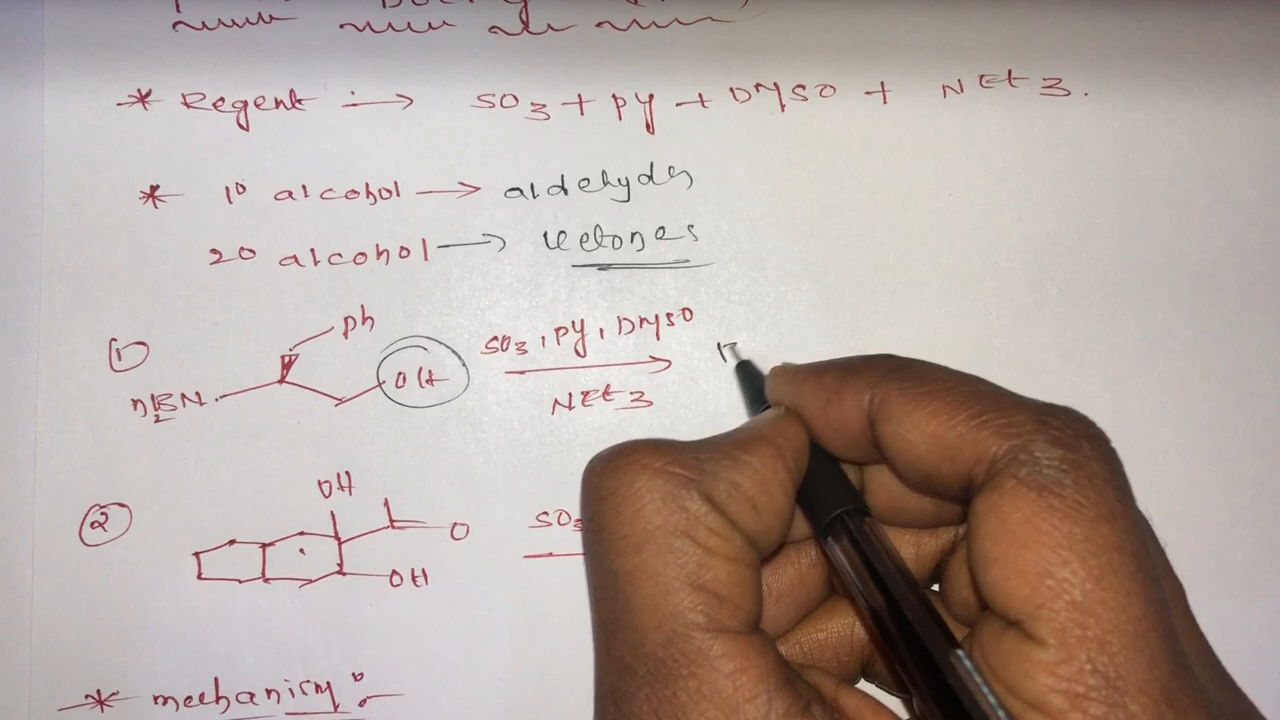 * Regent :→ SO3 + PY + DMSO + NEt3.
* 1° alcohol → aldehydes
2° alcohol → Ketones
① Ph
OH
SO3, PY, DMSO
NEt3
② OH
O
OH
SO3
* mechanism :-